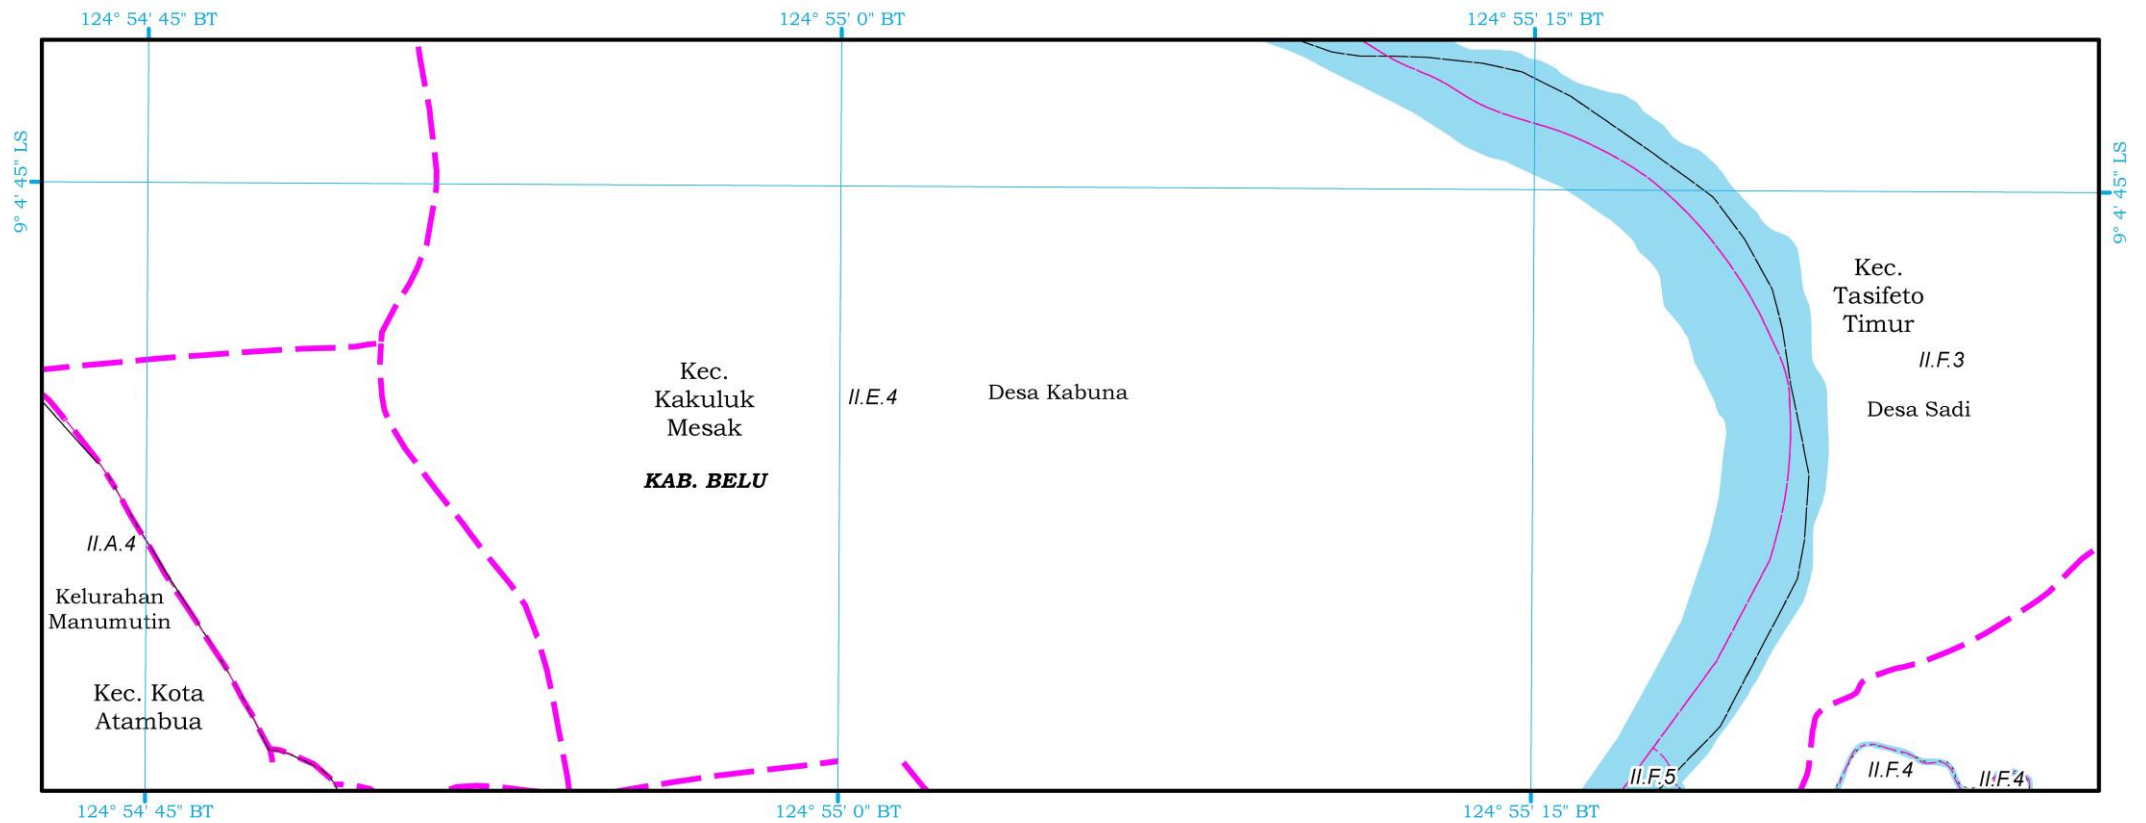 124° 54' 45" BT
124° 55' 0" BT
124° 55' 15" BT
9° 4' 45" LS
9° 4' 45" LS
Kec.
Tasifeto
Timur
II.F.3
Desa Sadi
Kec.
Kakuluk
Mesak
II.E.4
Desa Kabuna
KAB. BELU
II.A.4
Kelurahan
Manumutin
Kec. Kota
Atambua
II.F.5
II.F.4
II.F.4
124° 54' 45" BT
124° 55' 0" BT
124° 55' 15" BT